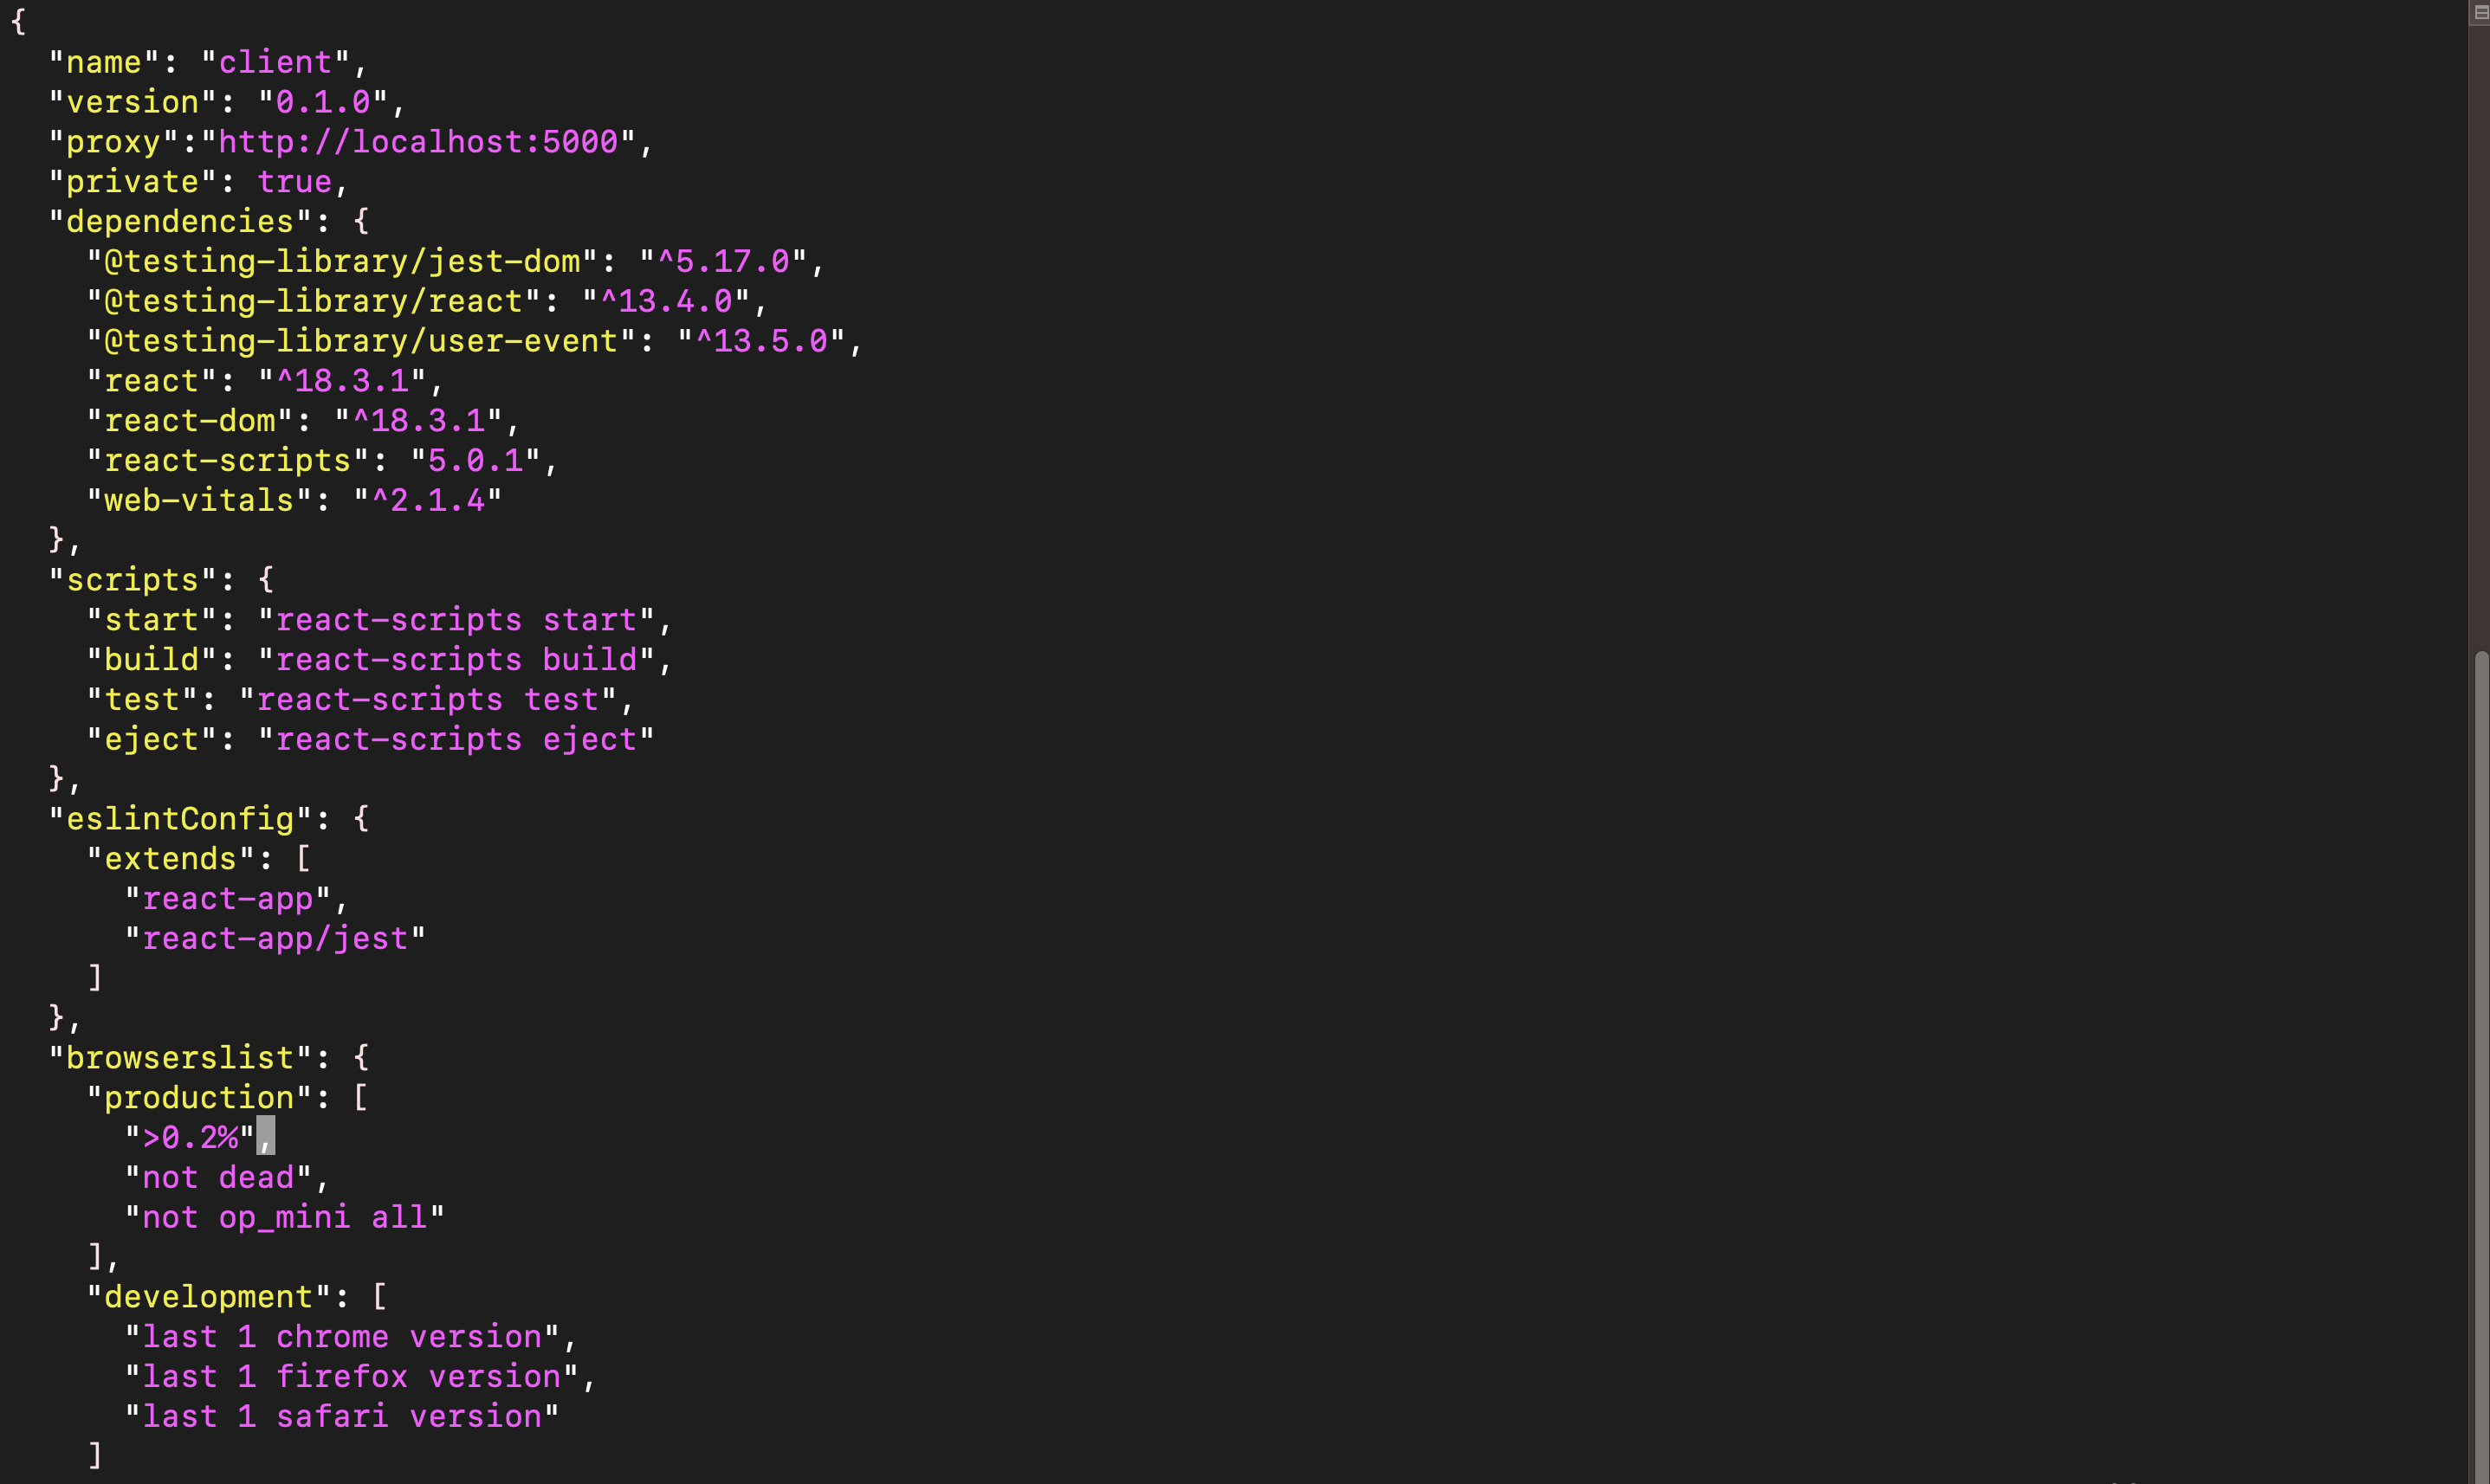 {
  "name": "client",
  "version": "0.1.0",
  "proxy":"http://localhost:5000",
  "private": true,
  "dependencies": {
    "@testing-library/jest-dom": "^5.17.0",
    "@testing-library/react": "^13.4.0",
    "@testing-library/user-event": "^13.5.0",
    "react": "^18.3.1",
    "react-dom": "^18.3.1",
    "react-scripts": "5.0.1",
    "web-vitals": "^2.1.4"
  },
  "scripts": {
    "start": "react-scripts start",
    "build": "react-scripts build",
    "test": "react-scripts test",
    "eject": "react-scripts eject"
  },
  "eslintConfig": {
    "extends": [
      "react-app",
      "react-app/jest"
    ]
  },
  "browserslist": {
    "production": [
      ">0.2%",
      "not dead",
      "not op_mini all"
    ],
    "development": [
      "last 1 chrome version",
      "last 1 firefox version",
      "last 1 safari version"
    ]